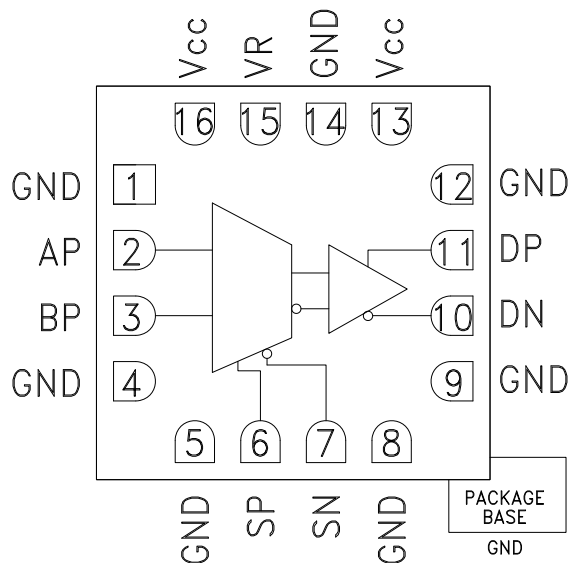 Vcc VR GND Vcc
16 15 14 13
GND 1 12 GND
AP 2 11 DP
BP 3 10 DN
GND 4 9 GND
5 6 7 8
GND SP SN GND
PACKAGE
BASE
GND